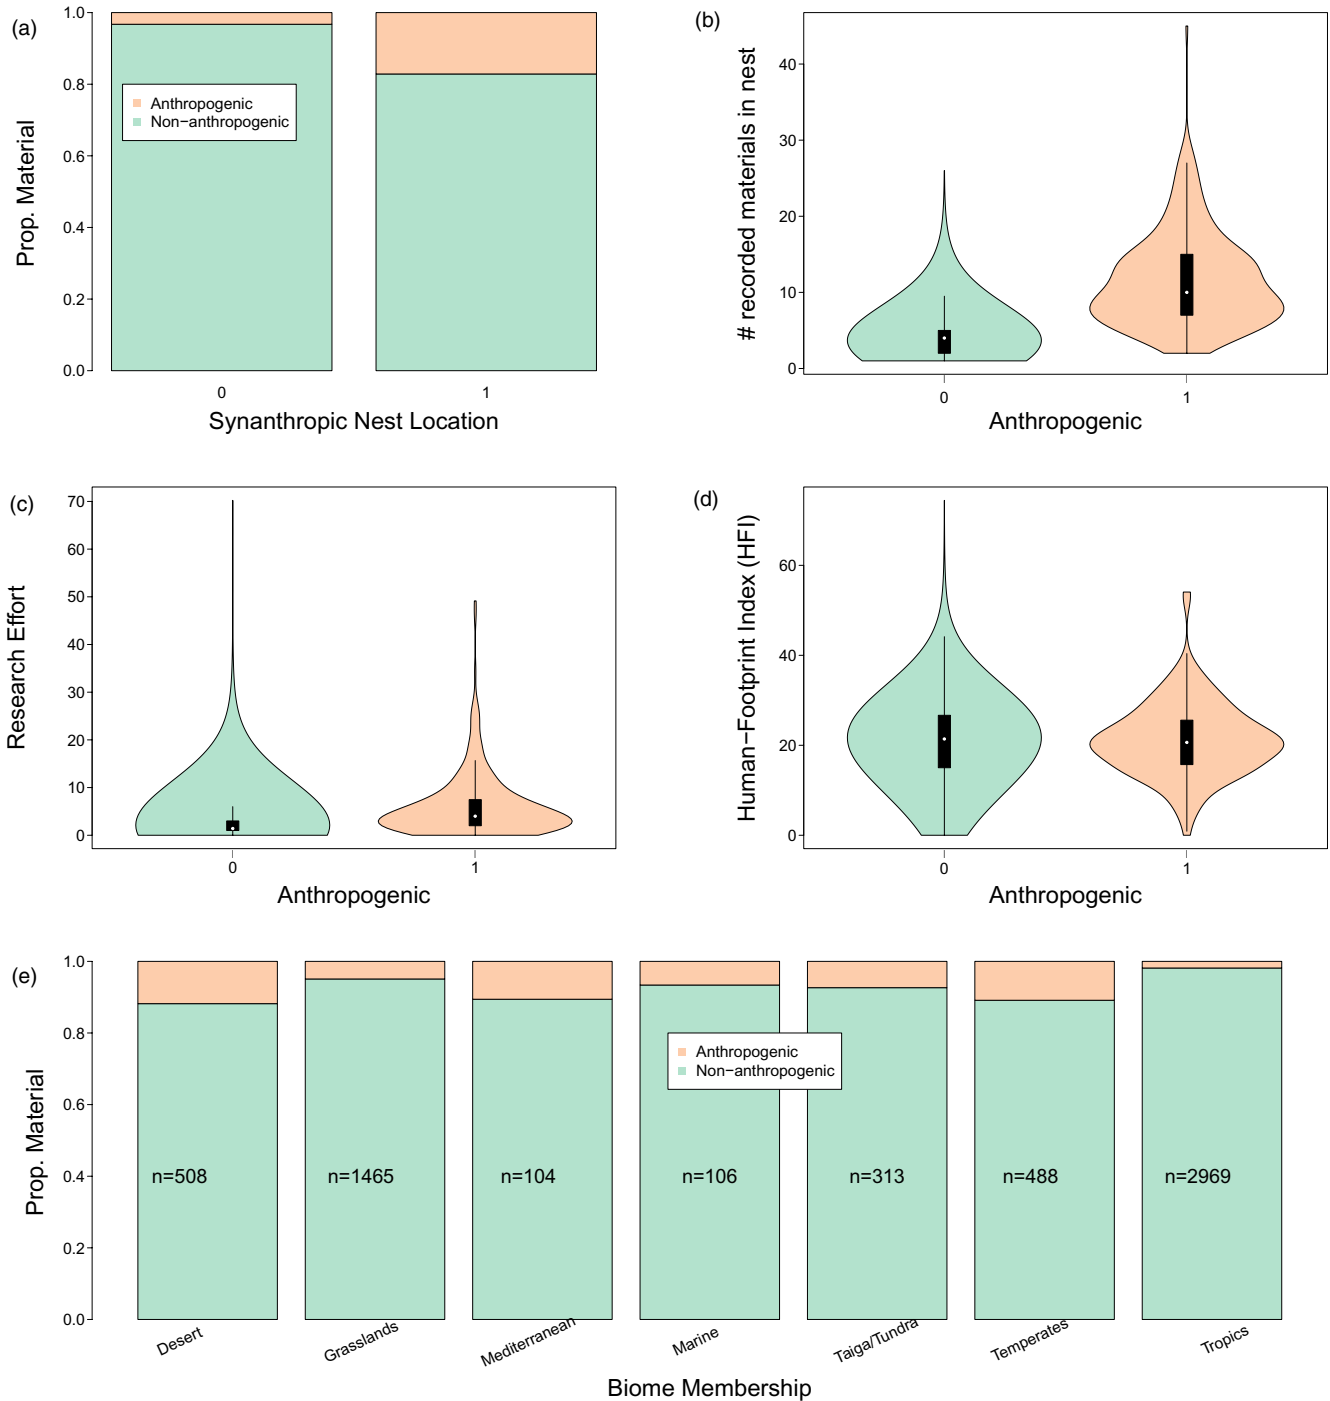 (a)
1.0
0.8
0.6
0.4
0.2
0.0
Prop. Material
Anthropogenic
Non−anthropogenic
0
1
Synanthropic Nest Location
(b)
40
30
20
10
0
# recorded materials in nest
0
1
Anthropogenic
(c)
70
60
50
40
30
20
10
0
Research Effort
0
1
Anthropogenic
(d)
60
40
20
0
Human−Footprint Index (HFI)
0
1
Anthropogenic
(e)
1.0
0.8
0.6
0.4
0.2
0.0
Prop. Material
Anthropogenic
Non−anthropogenic
n=508
n=1465
n=104
n=106
n=313
n=488
n=2969
Desert
Grasslands
Mediterranean
Marine
Taiga/Tundra
Temperates
Tropics
Biome Membership